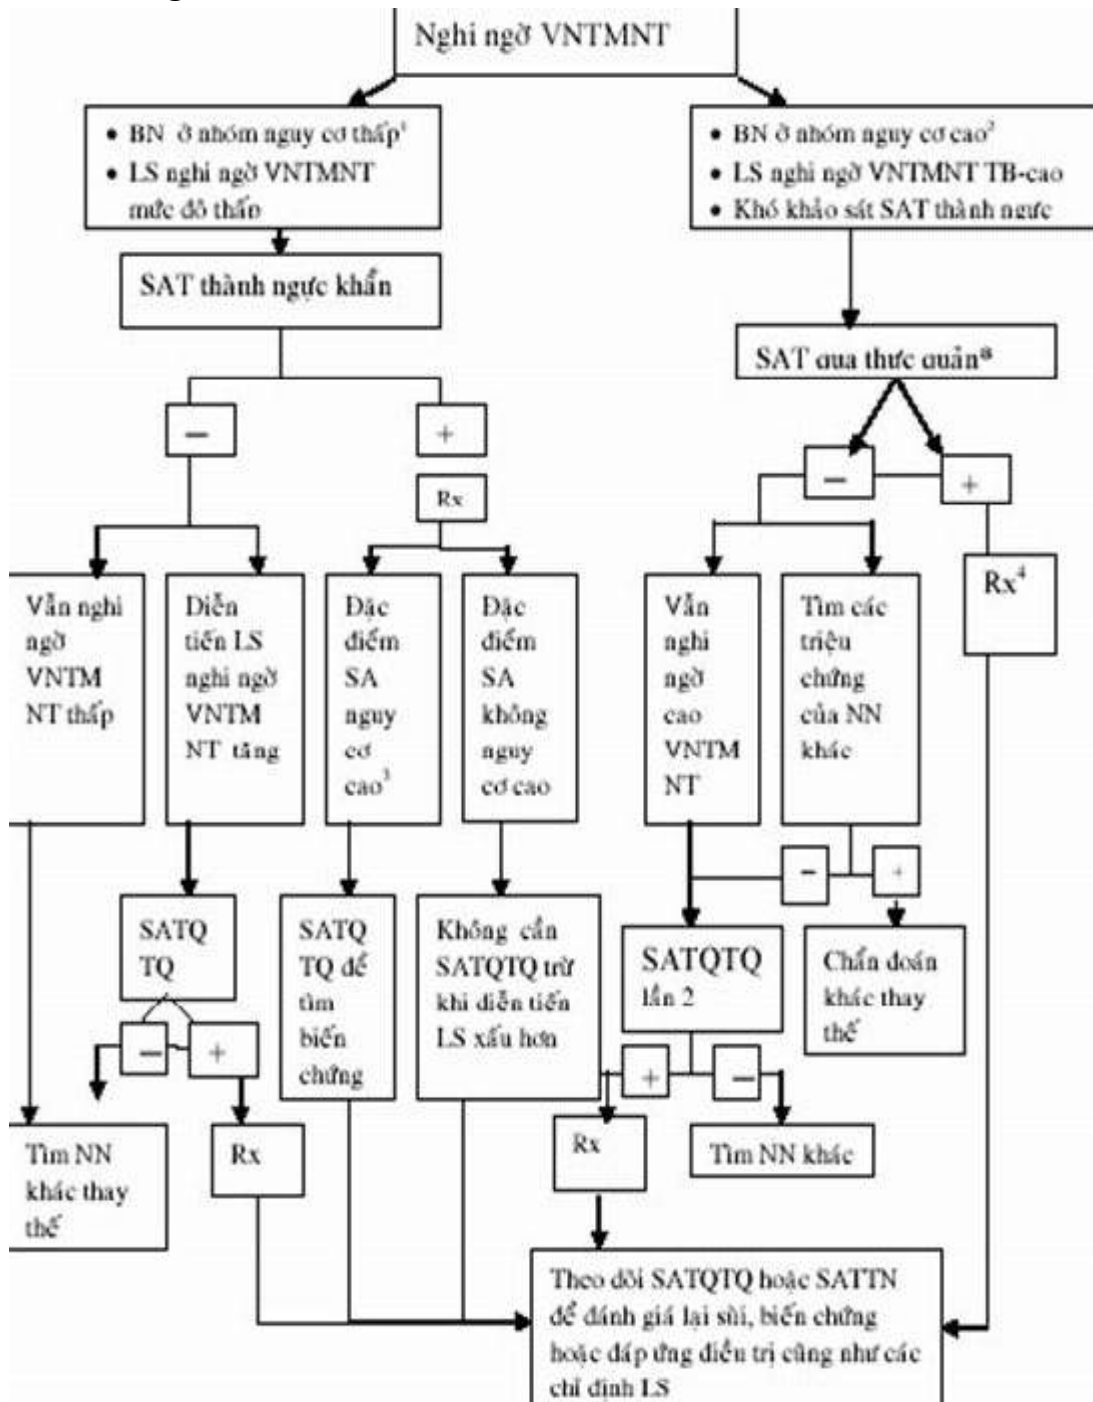 Nghi ngờ VNTMNT
• BN ở nhóm nguy cơ thấp¹
• LS nghi ngờ VNTMNT
mức độ thấp
• BN ở nhóm nguy cơ cao²
• LS nghi ngờ VNTMNT TB-cao
• Khó khảo sát SAT thành ngực
SAT thành ngực khẩn
SAT qua thực quản*
−
+
Rx
−
+
Rx⁴
Vẫn nghi
ngờ
VNTM
NT thấp
Diễn
tiến LS
nghi ngờ
VNTM
NT tăng
Đặc
điểm
SA
nguy
cơ
cao³
Đặc
điểm
SA
không
nguy
cơ cao
Vẫn
nghi
ngờ
cao
VNTM
NT
Tìm các
triệu
chứng
của NN
khác
−
+
SATQ
TQ
SATQ
TQ để
tìm
biến
chứng
Không cần
SATQTQ trừ
khi diễn tiến
LS xấu hơn
SATQTQ
lần 2
Chẩn đoán
khác thay
thế
−
+
+
−
Tìm NN
khác thay
thế
Rx
Rx
Tìm NN khác
Theo dõi SATQTQ hoặc SATTN
để đánh giá lại sùi, biến chứng
hoặc đáp ứng điều trị cũng như các
chỉ định LS